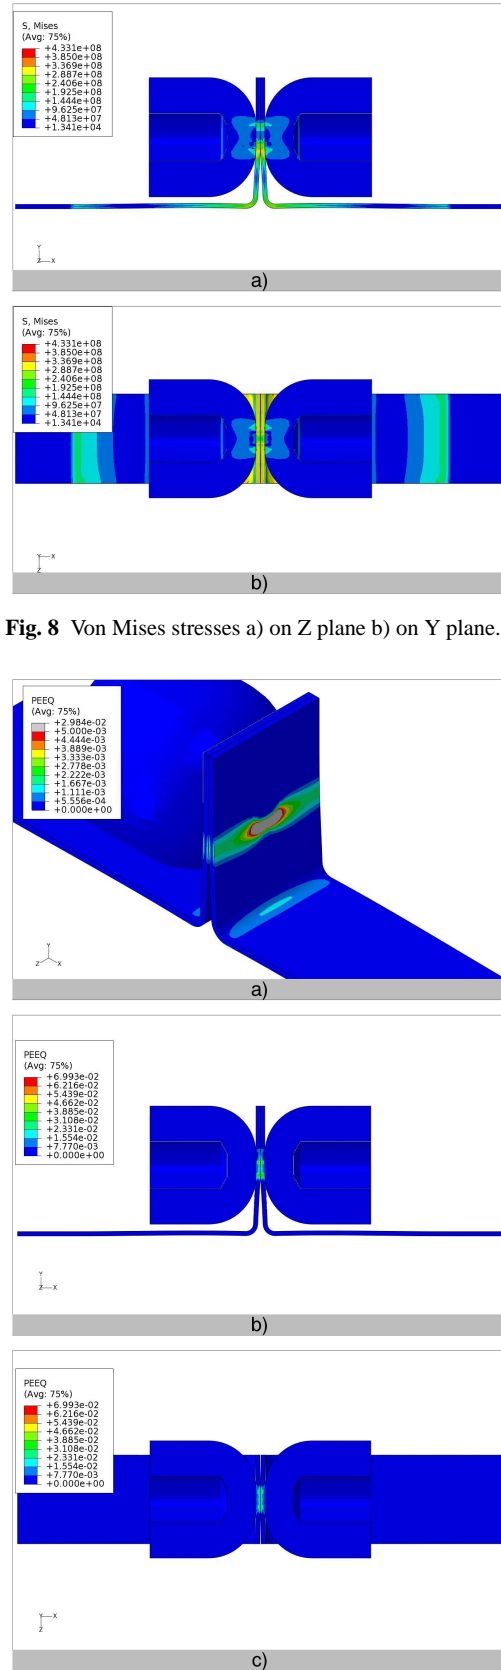 S, Mises
(Avg: 75%)
+4.331e+08
+3.850e+08
+3.369e+08
+2.887e+08
+2.406e+08
+1.925e+08
+1.444e+08
+9.625e+07
+4.813e+07
+1.341e+04
Y
Z X
a)
S, Mises
(Avg: 75%)
+4.331e+08
+3.850e+08
+3.369e+08
+2.887e+08
+2.406e+08
+1.925e+08
+1.444e+08
+9.625e+07
+4.813e+07
+1.341e+04
Y X
Z
b)
Fig. 8 Von Mises stresses a) on Z plane b) on Y plane.
PEEQ
(Avg: 75%)
+2.984e-02
+5.000e-03
+4.444e-03
+3.889e-03
+3.333e-03
+2.778e-03
+2.222e-03
+1.667e-03
+1.111e-03
+5.556e-04
+0.000e+00
Y
Z X
a)
PEEQ
(Avg: 75%)
+6.993e-02
+6.216e-02
+5.439e-02
+4.662e-02
+3.885e-02
+3.108e-02
+2.331e-02
+1.554e-02
+7.770e-03
+0.000e+00
Y
Z X
b)
PEEQ
(Avg: 75%)
+6.993e-02
+6.216e-02
+5.439e-02
+4.662e-02
+3.885e-02
+3.108e-02
+2.331e-02
+1.554e-02
+7.770e-03
+0.000e+00
Y X
Z
c)